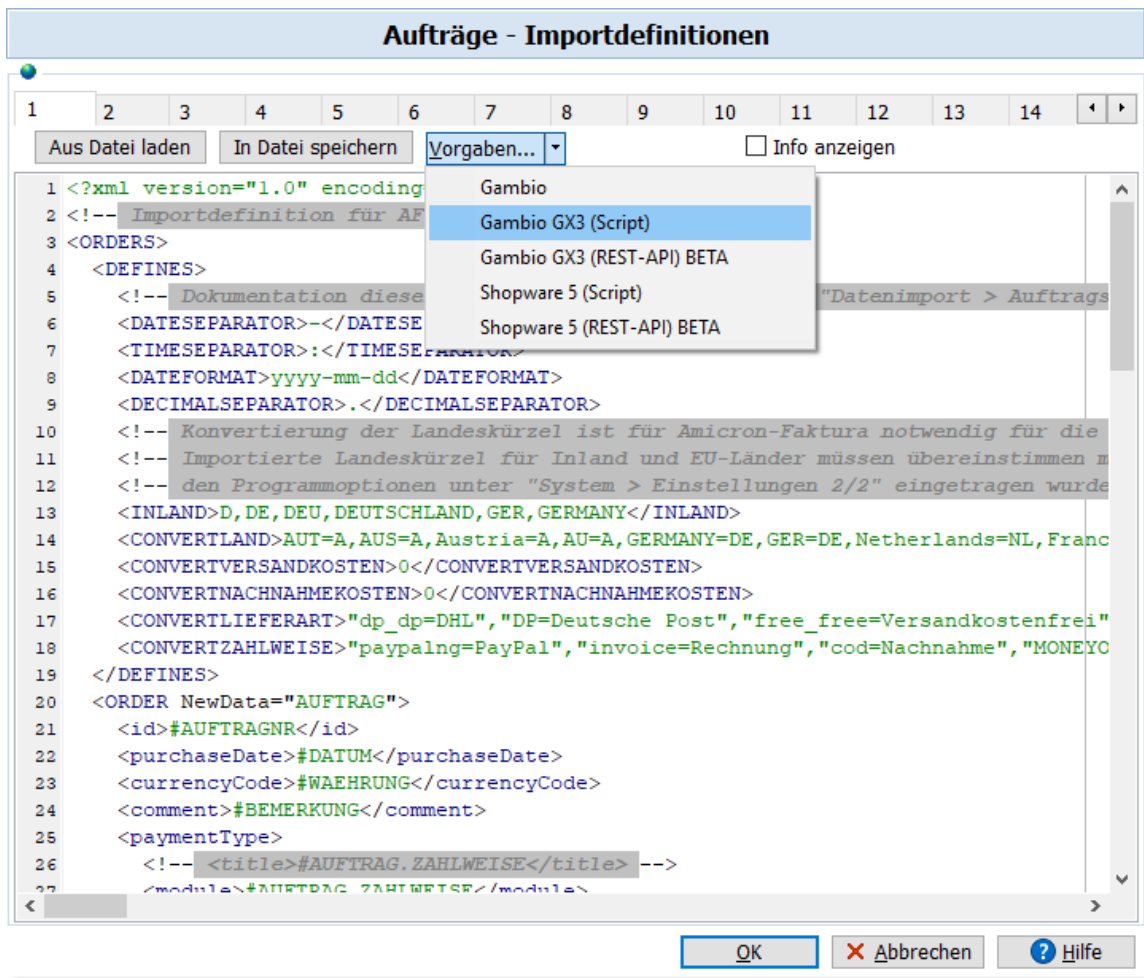 Aufträge - Importdefinitionen
1 2 3 4 5 6 7 8 9 10 11 12 13 14
Aus Datei laden In Datei speichern Vorgaben... Info anzeigen
Gambio
Gambio GX3 (Script)
Gambio GX3 (REST-API) BETA
Shopware 5 (Script)
Shopware 5 (REST-API) BETA
1 <?xml version="1.0" encoding
2 <!-- Importdefinition für AF
3 <ORDERS>
4 <DEFINES>
5 <!-- Dokumentation diese "Datenimport > Auftrags
6 <DATESEPARATOR>-</DATESE
7 <TIMESEPARATOR>:</TIMESEPARATOR>
8 <DATEFORMAT>yyyy-mm-dd</DATEFORMAT>
9 <DECIMALSEPARATOR>.</DECIMALSEPARATOR>
10 <!-- Konvertierung der Landeskürzel ist für Amicron-Faktura notwendig für die
11 <!-- Importierte Landeskürzel für Inland und EU-Länder müssen übereinstimmen m
12 <!-- den Programmoptionen unter "System > Einstellungen 2/2" eingetragen wurde
13 <INLAND>D,DE,DEU,DEUTSCHLAND,GER,GERMANY</INLAND>
14 <CONVERTLAND>AUT=A,AUS=A,Austria=A,AU=A,GERMANY=DE,GER=DE,Netherlands=NL,Franc
15 <CONVERTVERSANDKOSTEN>0</CONVERTVERSANDKOSTEN>
16 <CONVERTNACHNAHMEKOSTEN>0</CONVERTNACHNAHMEKOSTEN>
17 <CONVERTLIEFERART>"dp_dp=DHL","DP=Deutsche Post","free_free=Versandkostenfrei"
18 <CONVERTZAHLWEISE>"paypalng=PayPal","invoice=Rechnung","cod=Nachnahme","MONEYO
19 </DEFINES>
20 <ORDER NewData="AUFTRAG">
21 <id>#AUFTRAGNR</id>
22 <purchaseDate>#DATUM</purchaseDate>
23 <currencyCode>#WAEHRUNG</currencyCode>
24 <comment>#BEMERKUNG</comment>
25 <paymentType>
26 <!-- <title>#AUFTRAG.ZAHLWEISE</title> -->
27 <module>#AUFTRAG.ZAHLWEISE</module>
OK Abbrechen Hilfe